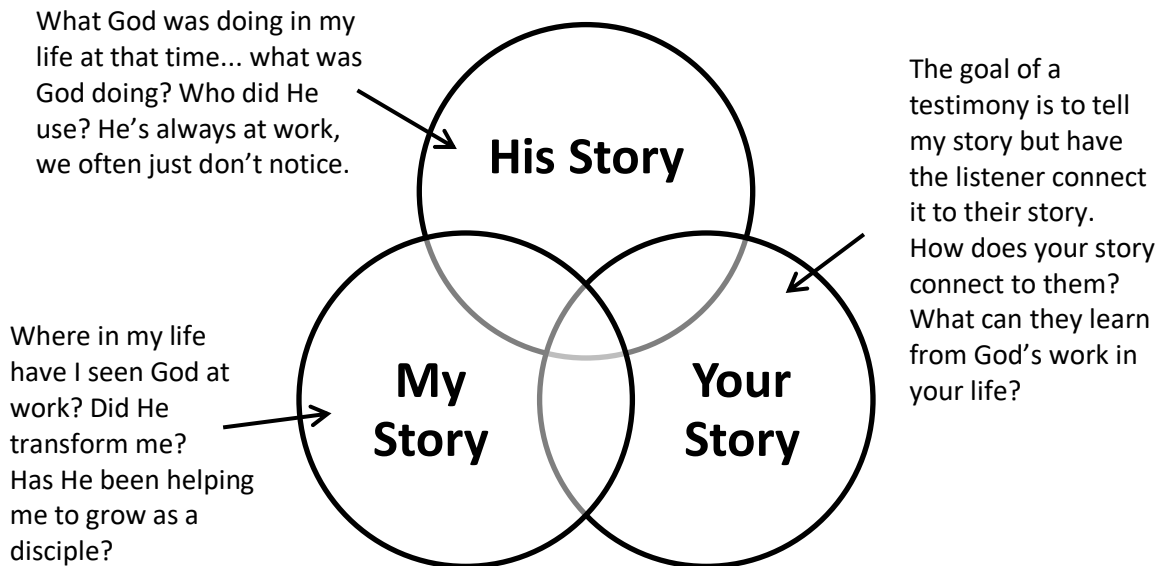 What God was doing in my
life at that time... what was
God doing? Who did He
use? He’s always at work,
we often just don’t notice.
His Story
The goal of a
testimony is to tell
my story but have
the listener connect
it to their story.
How does your story
connect to them?
What can they learn
from God’s work in
your life?
Where in my life
have I seen God at
work? Did He
transform me?
Has He been helping
me to grow as a
disciple?
My
Story
Your
Story